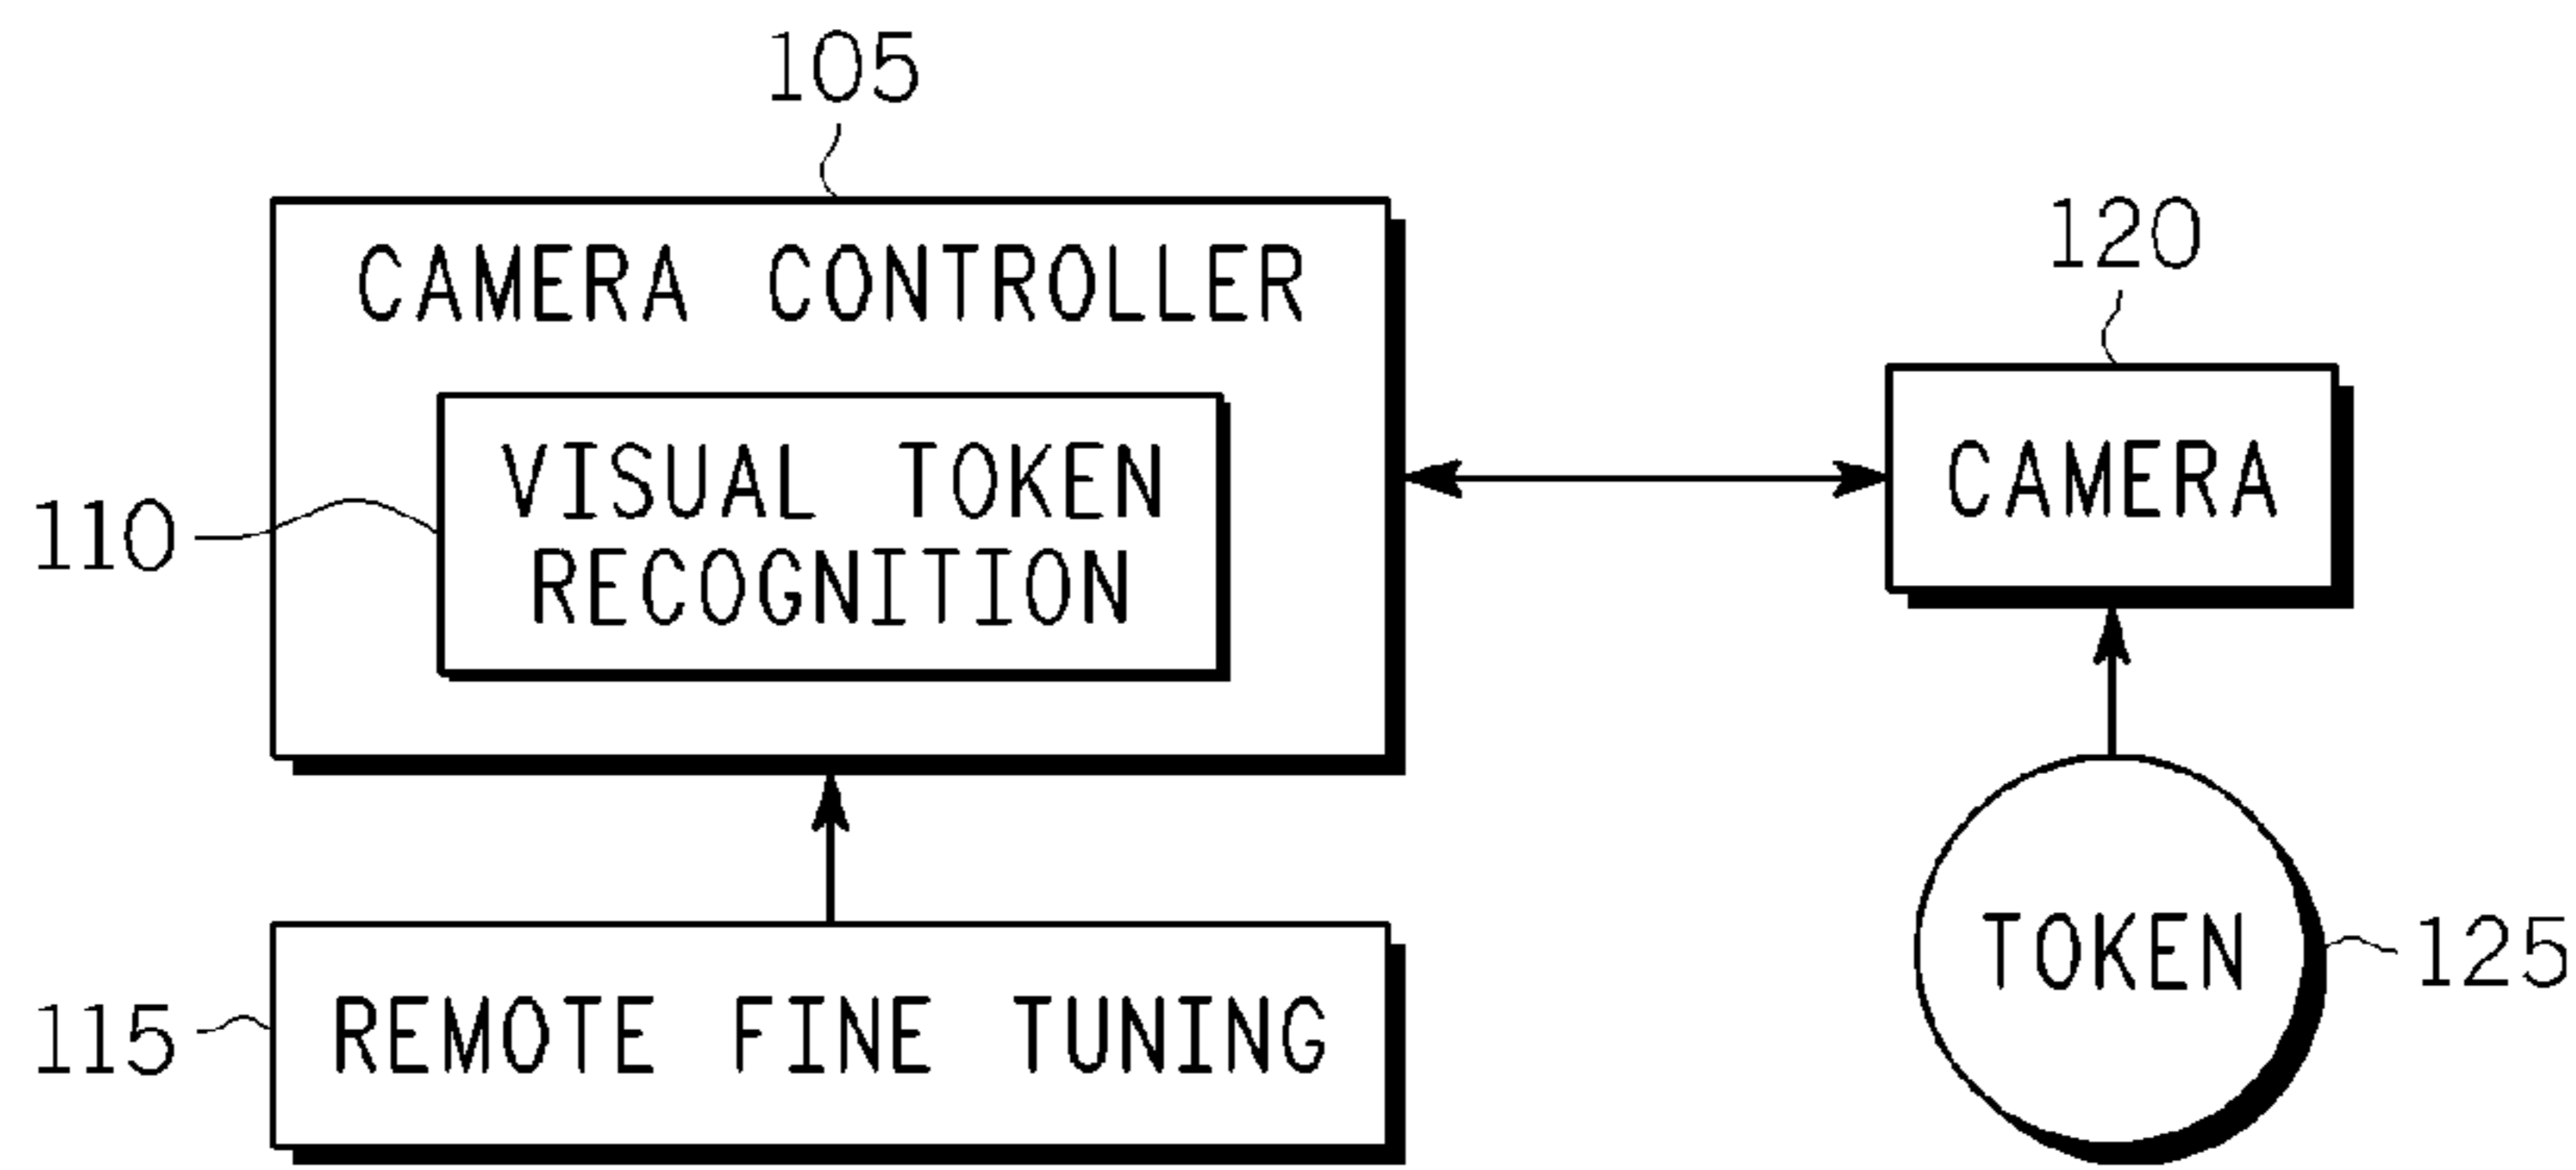 105
CAMERA CONTROLLER
120
VISUAL TOKEN
RECOGNITION
110
CAMERA
TOKEN
125
115
REMOTE FINE TUNING